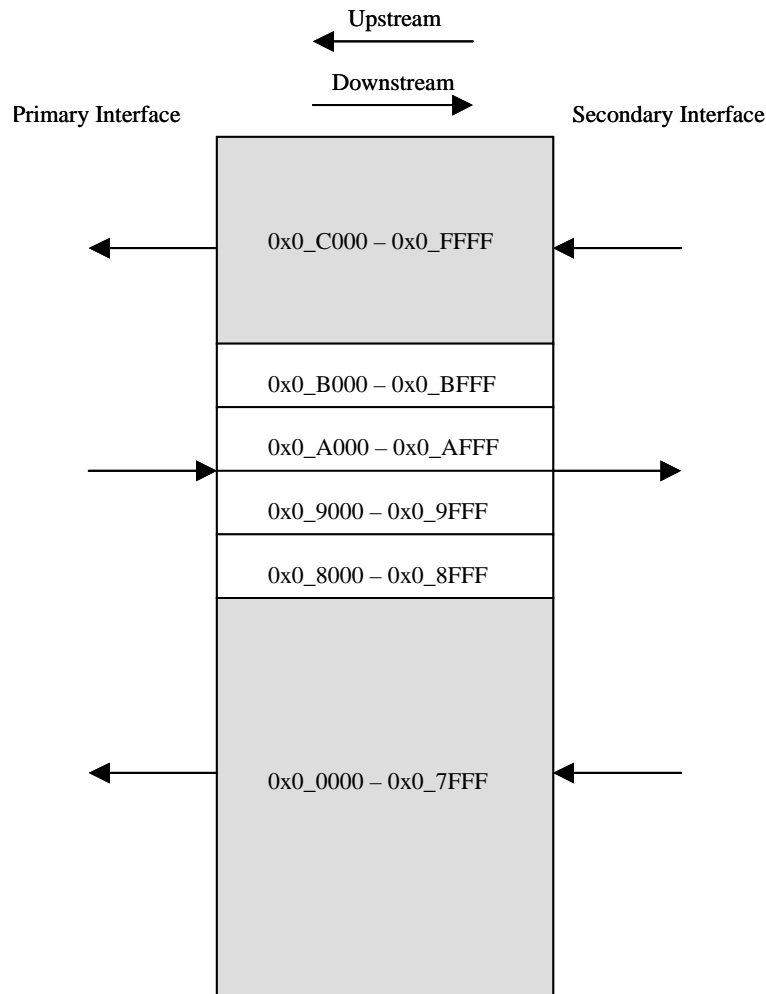 Upstream
Downstream
Primary Interface
Secondary Interface
0x0_C000 – 0x0_FFFF
0x0_B000 – 0x0_BFFF
0x0_A000 – 0x0_AFFF
0x0_9000 – 0x0_9FFF
0x0_8000 – 0x0_8FFF
0x0_0000 – 0x0_7FFF